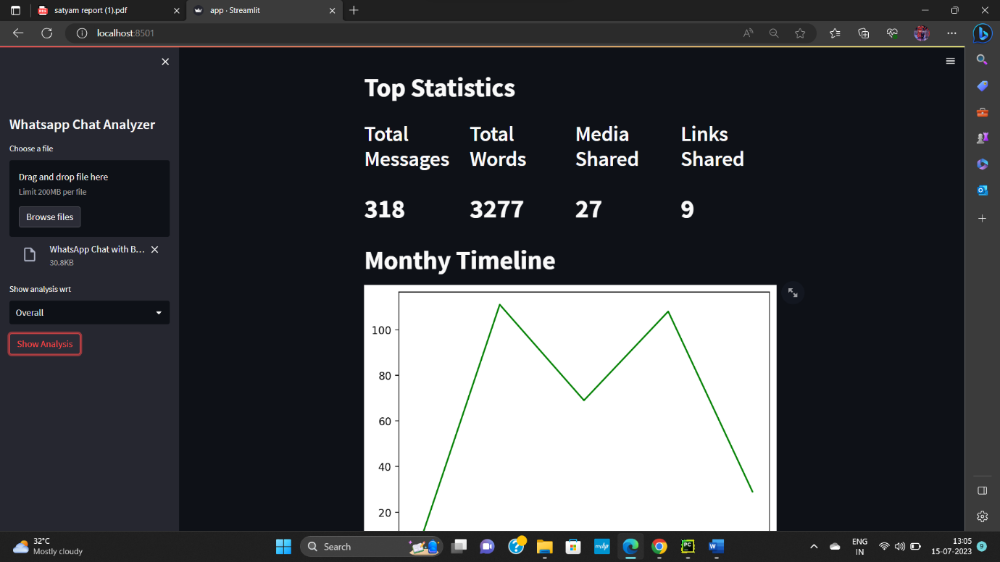 satyam report (1).pdf
app · Streamlit
localhost:8501
Whatsapp Chat Analyzer
Choose a file
Drag and drop file here
Limit 200MB per file
Browse files
WhatsApp Chat with B...
30.8KB
Show analysis wrt
Overall
Show Analysis
Top Statistics
Total Messages
Total Words
Media Shared
Links Shared
318
3277
27
9
Monthy Timeline
100
80
60
40
20
32°C
Mostly cloudy
Search
ENG
IN
13:05
15-07-2023
9